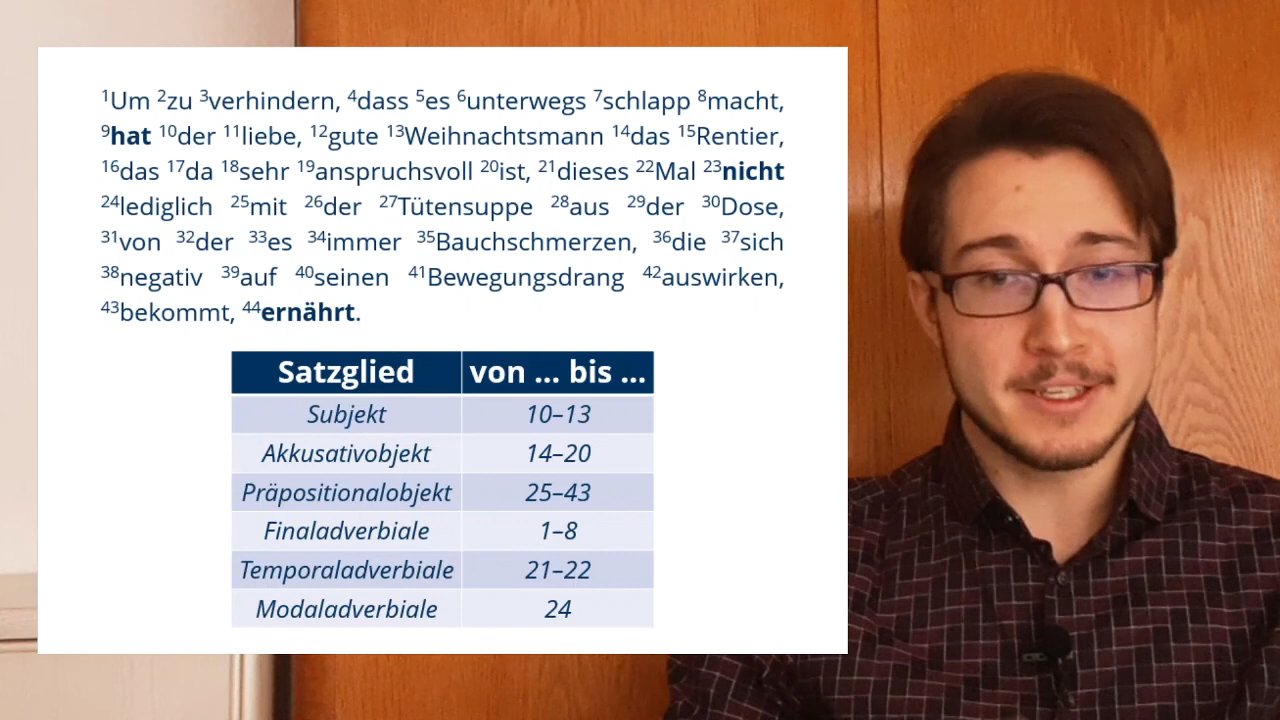 ¹Um ²zu ³verhindern, ⁴dass ⁵es ⁶unterwegs ⁷schlapp ⁸macht,
⁹hat ¹⁰der ¹¹liebe, ¹²gute ¹³Weihnachtsmann ¹⁴das ¹⁵Rentier,
¹⁶das ¹⁷da ¹⁸sehr ¹⁹anspruchsvoll ²⁰ist, ²¹dieses ²²Mal ²³nicht
²⁴lediglich ²⁵mit ²⁶der ²⁷Tütensuppe ²⁸aus ²⁹der ³⁰Dose,
³¹von ³²der ³³es ³⁴immer ³⁵Bauchschmerzen, ³⁶die ³⁷sich
³⁸negativ ³⁹auf ⁴⁰seinen ⁴¹Bewegungsdrang ⁴²auswirken,
⁴³bekommt, ⁴⁴ernährt.
Satzglied von ... bis ...
Subjekt 10–13
Akkusativobjekt 14–20
Präpositionalobjekt 25–43
Finaladverbiale 1–8
Temporaladverbiale 21–22
Modaladverbiale 24